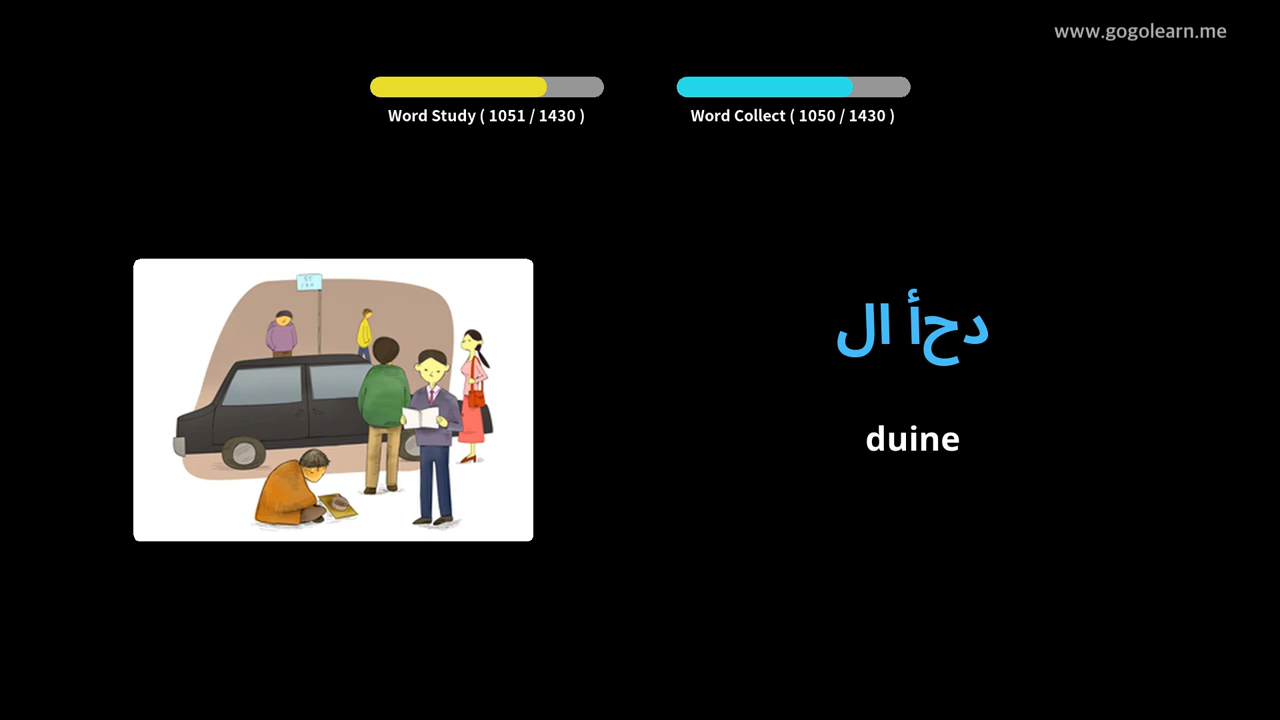 www.gogolearn.me
Word Study ( 1051 / 1430 )
Word Collect ( 1050 / 1430 )
دحأ ال
duine